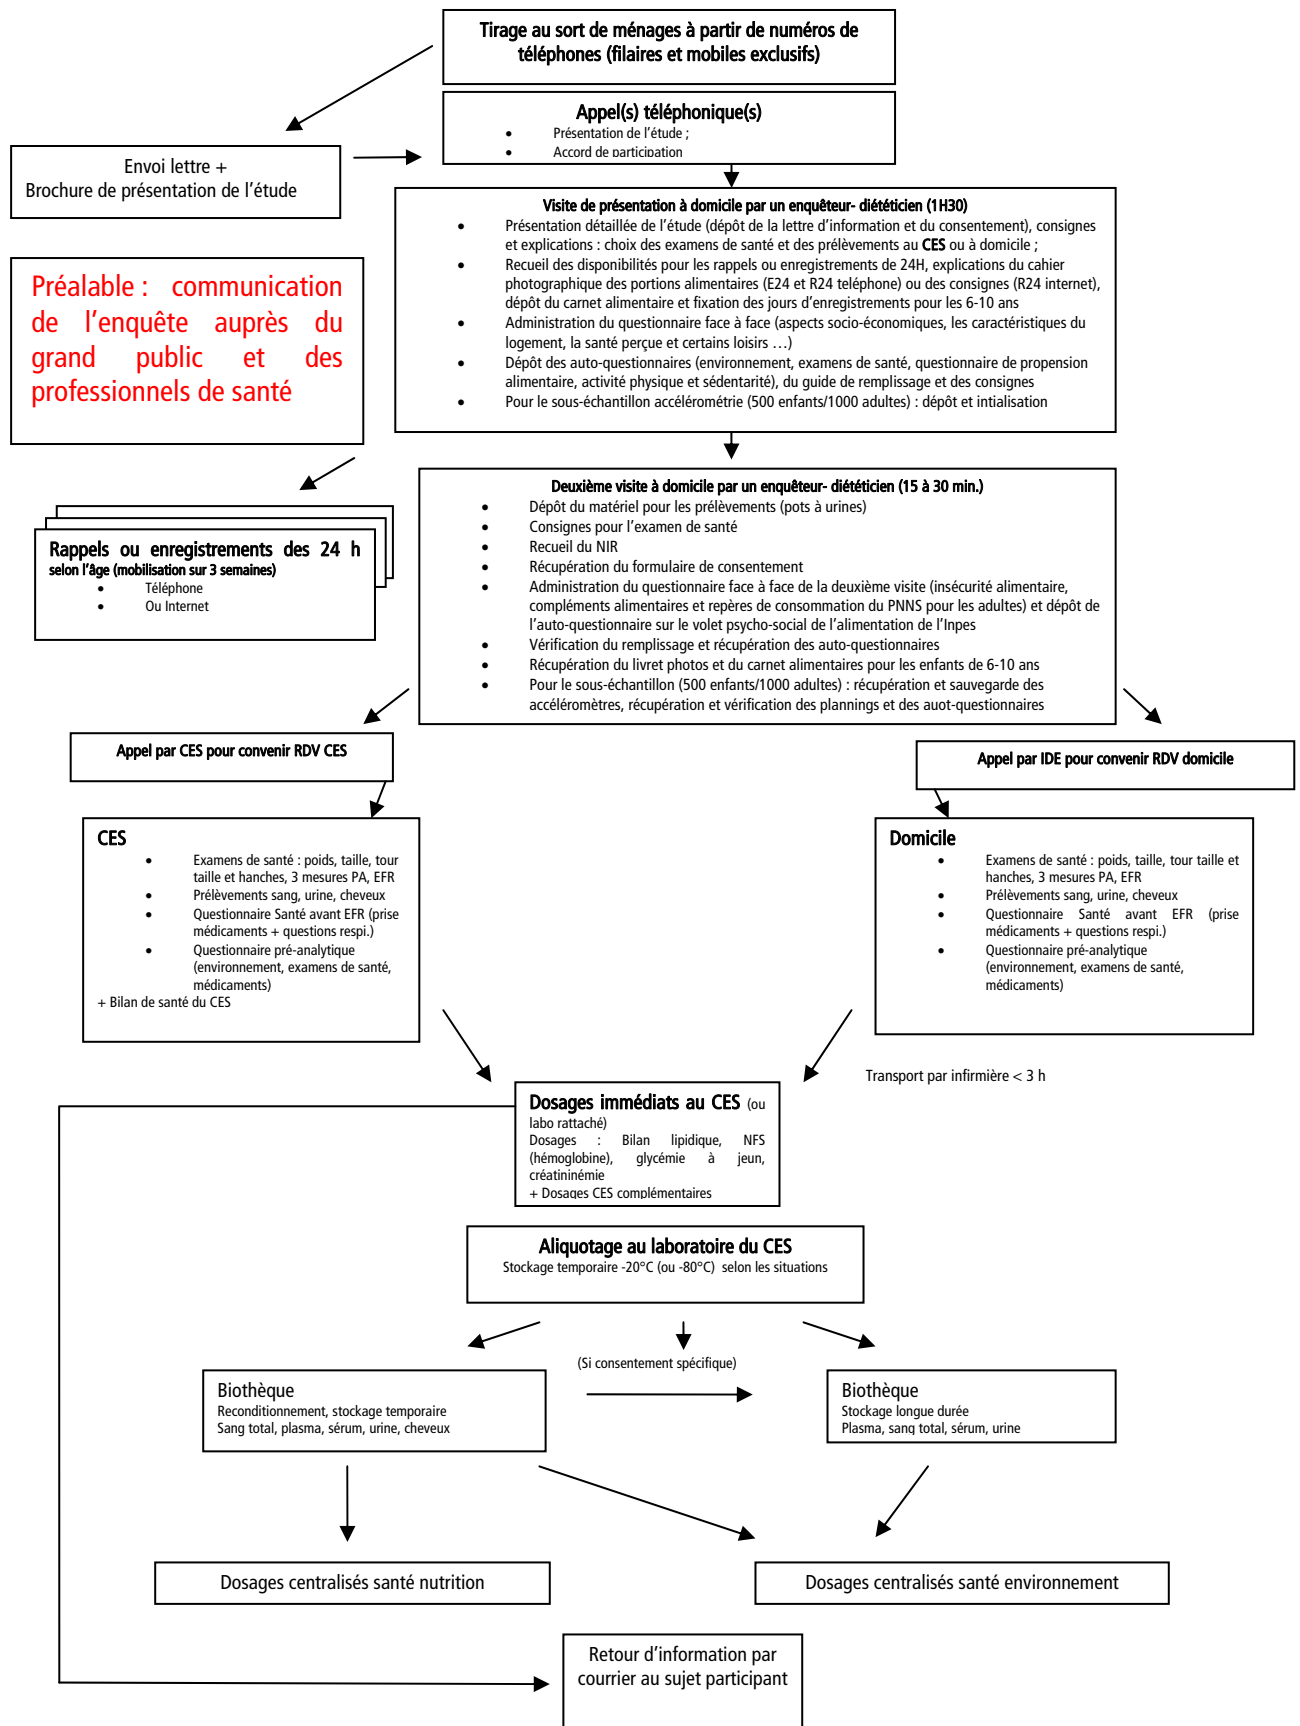 Tirage au sort de ménages à partir de numéros de
téléphones (filaires et mobiles exclusifs)
Appel(s) téléphonique(s)
• Présentation de l'étude ;
• Accord de participation
Envoi lettre +
Brochure de présentation de l'étude
Visite de présentation à domicile par un enquêteur- diététicien (1H30)
• Présentation détaillée de l'étude (dépôt de la lettre d'information et du consentement), consignes
et explications : choix des examens de santé et des prélèvements au CES ou à domicile ;
• Recueil des disponibilités pour les rappels ou enregistrements de 24H, explications du cahier
photographique des portions alimentaires (E24 et R24 teléphone) ou des consignes (R24 internet),
dépôt du carnet alimentaire et fixation des jours d'enregistrements pour les 6-10 ans
• Administration du questionnaire face à face (aspects socio-économiques, les caractéristiques du
logement, la santé perçue et certains loisirs …)
• Dépôt des auto-questionnaires (environnement, examens de santé, questionnaire de propension
alimentaire, activité physique et sédentarité), du guide de remplissage et des consignes
• Pour le sous-échantillon accélérométrie (500 enfants/1000 adultes) : dépôt et intialisation
Préalable : communication
de l'enquête auprès du
grand public et des
professionnels de santé
Rappels ou enregistrements des 24 h
selon l'âge (mobilisation sur 3 semaines)
• Téléphone
• Ou Internet
Deuxième visite à domicile par un enquêteur- diététicien (15 à 30 min.)
• Dépôt du matériel pour les prélèvements (pots à urines)
• Consignes pour l'examen de santé
• Recueil du NIR
• Récupération du formulaire de consentement
• Administration du questionnaire face à face de la deuxième visite (insécurité alimentaire,
compléments alimentaires et repères de consommation du PNNS pour les adultes) et dépôt de
l'auto-questionnaire sur le volet psycho-social de l'alimentation de l'Inpes
• Vérification du remplissage et récupération des auto-questionnaires
• Récupération du livret photos et du carnet alimentaires pour les enfants de 6-10 ans
• Pour le sous-échantillon (500 enfants/1000 adultes) : récupération et sauvegarde des
accéléromètres, récupération et vérification des plannings et des auot-questionnaires
Appel par CES pour convenir RDV CES
Appel par IDE pour convenir RDV domicile
CES
• Examens de santé : poids, taille, tour
taille et hanches, 3 mesures PA, EFR
• Prélèvements sang, urine, cheveux
• Questionnaire Santé avant EFR (prise
médicaments + questions respi.)
• Questionnaire pré-analytique
(environnement, examens de santé,
médicaments)
+ Bilan de santé du CES
Domicile
• Examens de santé : poids, taille, tour taille et
hanches, 3 mesures PA, EFR
• Prélèvements sang, urine, cheveux
• Questionnaire Santé avant EFR (prise
médicaments + questions respi.)
• Questionnaire pré-analytique
(environnement, examens de santé,
médicaments)
Transport par infirmière < 3 h
Dosages immédiats au CES (ou
labo rattaché)
Dosages : Bilan lipidique, NFS
(hémoglobine), glycémie à jeun,
créatininémie
+ Dosages CES complémentaires
Aliquotage au laboratoire du CES
Stockage temporaire -20°C (ou -80°C) selon les situations
(Si consentement spécifique)
Biothèque
Reconditionnement, stockage temporaire
Sang total, plasma, sérum, urine, cheveux
Biothèque
Stockage longue durée
Plasma, sang total, sérum, urine
Dosages centralisés santé nutrition
Dosages centralisés santé environnement
Retour d'information par
courrier au sujet participant